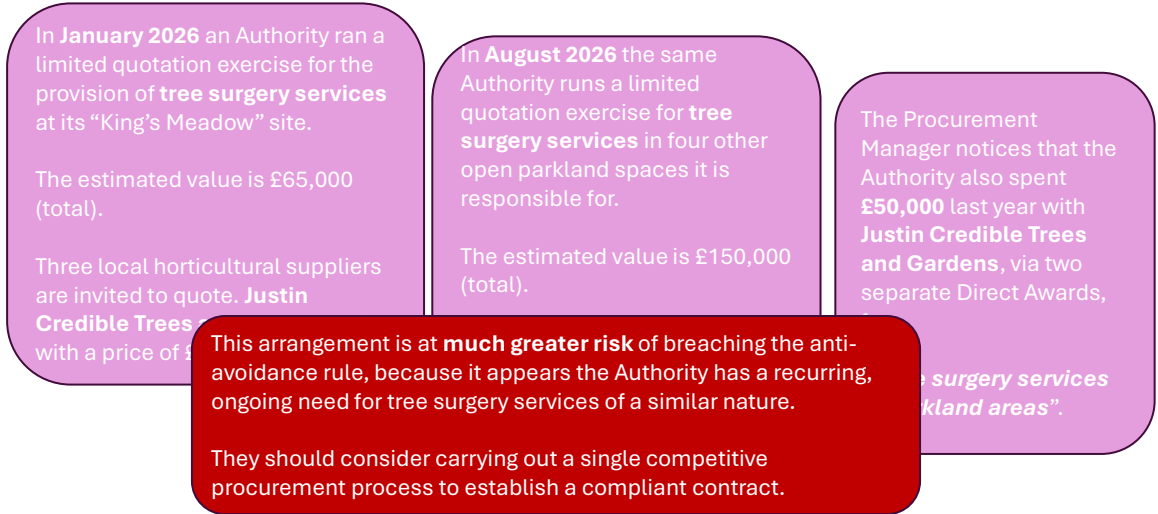 In January 2026 an Authority ran a
limited quotation exercise for the
provision of tree surgery services
at its “King’s Meadow” site.
The estimated value is £65,000
(total).
Three local horticultural suppliers
are invited to quote. Justin
Credible Trees
with a price of £
In August 2026 the same
Authority runs a limited
quotation exercise for tree
surgery services in four other
open parkland spaces it is
responsible for.
The estimated value is £150,000
(total).
The Procurement
Manager notices that the
Authority also spent
£50,000 last year with
Justin Credible Trees
and Gardens, via two
separate Direct Awards,
surgery services
areas”.
This arrangement is at much greater risk of breaching the anti-
avoidance rule, because it appears the Authority has a recurring,
ongoing need for tree surgery services of a similar nature.
They should consider carrying out a single competitive
procurement process to establish a compliant contract.